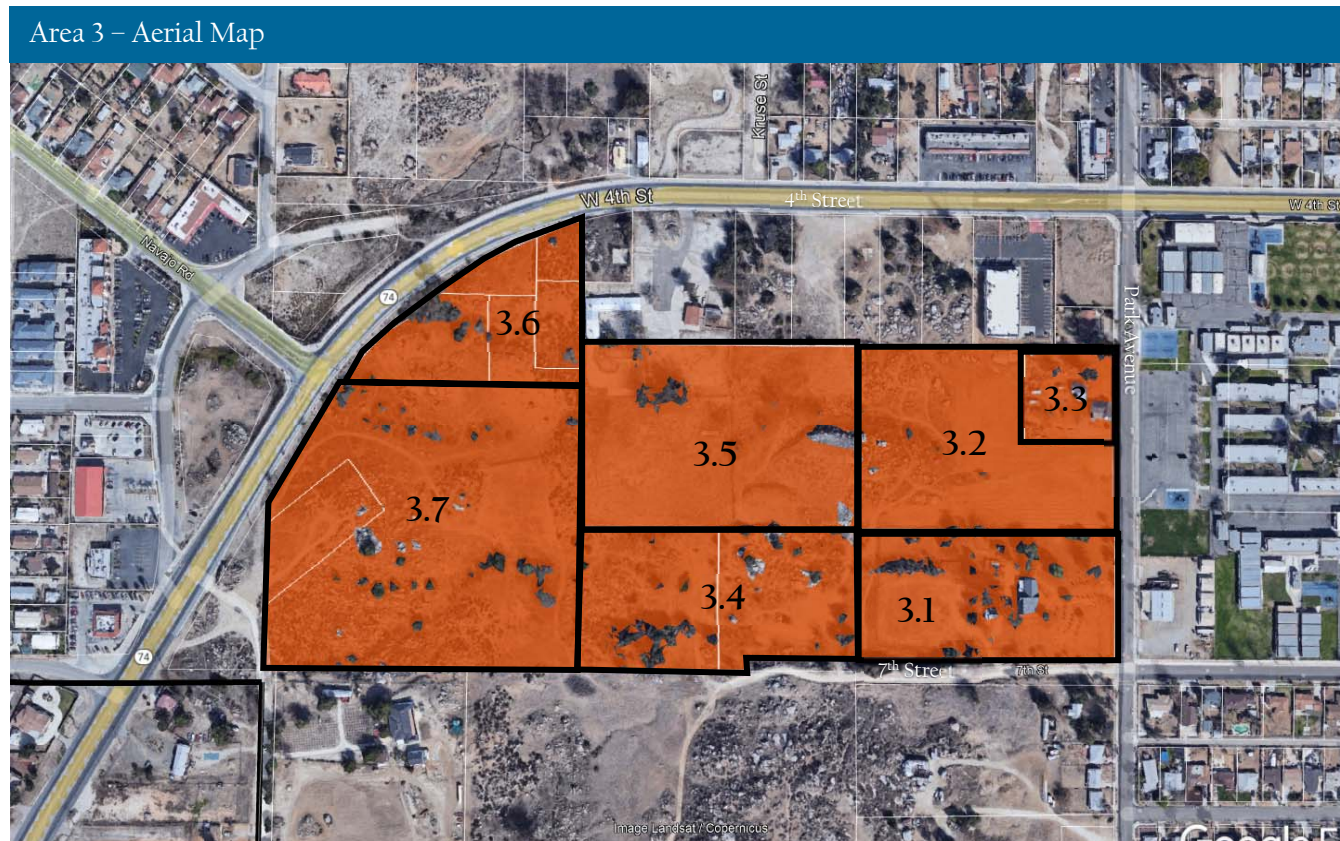 Area 3 – Aerial Map
Kruse St
W 4th St
4th Street
W 4th St
Navajo Rd
74
Park Avenue
3.6
3.3
3.2
3.5
3.7
3.4
3.1
74
7th Street
7th St
Image Landsat / Copernicus